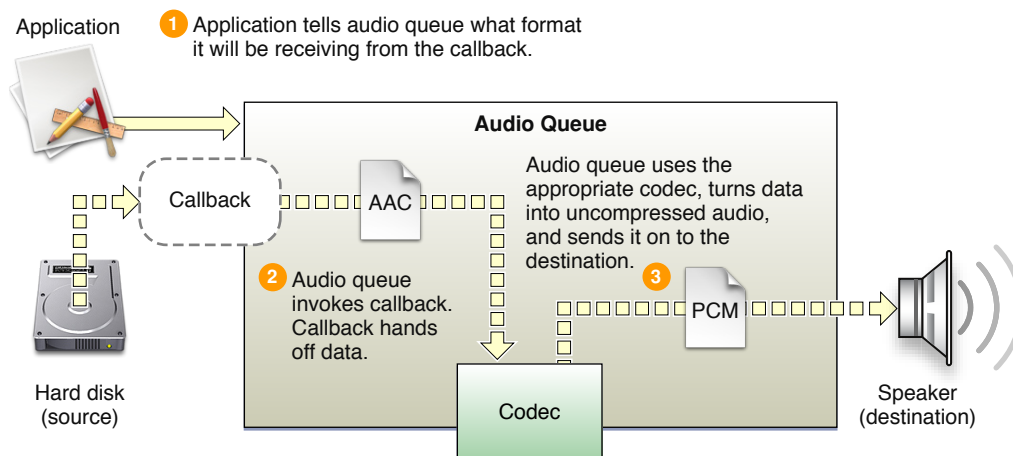 Application
1 Application tells audio queue what format
it will be receiving from the callback.
Audio Queue
Callback
AAC
Audio queue uses the
appropriate codec, turns data
into uncompressed audio,
and sends it on to the
destination.
2 Audio queue
invokes callback.
Callback hands
off data.
3
PCM
Hard disk
(source)
Codec
Speaker
(destination)